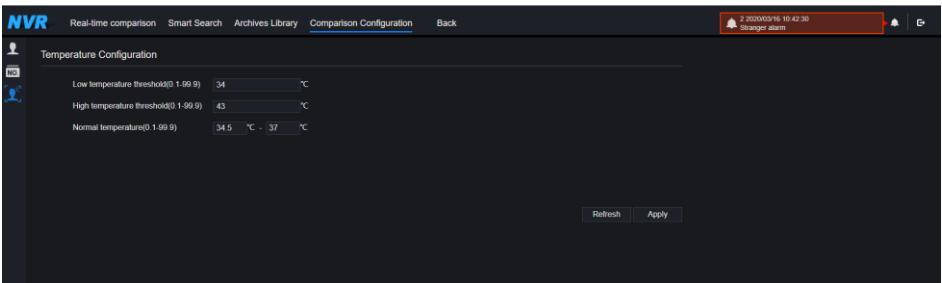 NVR Real-time comparison Smart Search Archives Library Comparison Configuration Back
2 2020/03/16 10:42:30
Stranger alarm
Temperature Configuration
NO.
Low temperature threshold(0.1-99.9) 34 ℃
High temperature threshold(0.1-99.9) 43 ℃
Normal temperature(0.1-99.9) 34.5 ℃ - 37 ℃
Refresh Apply